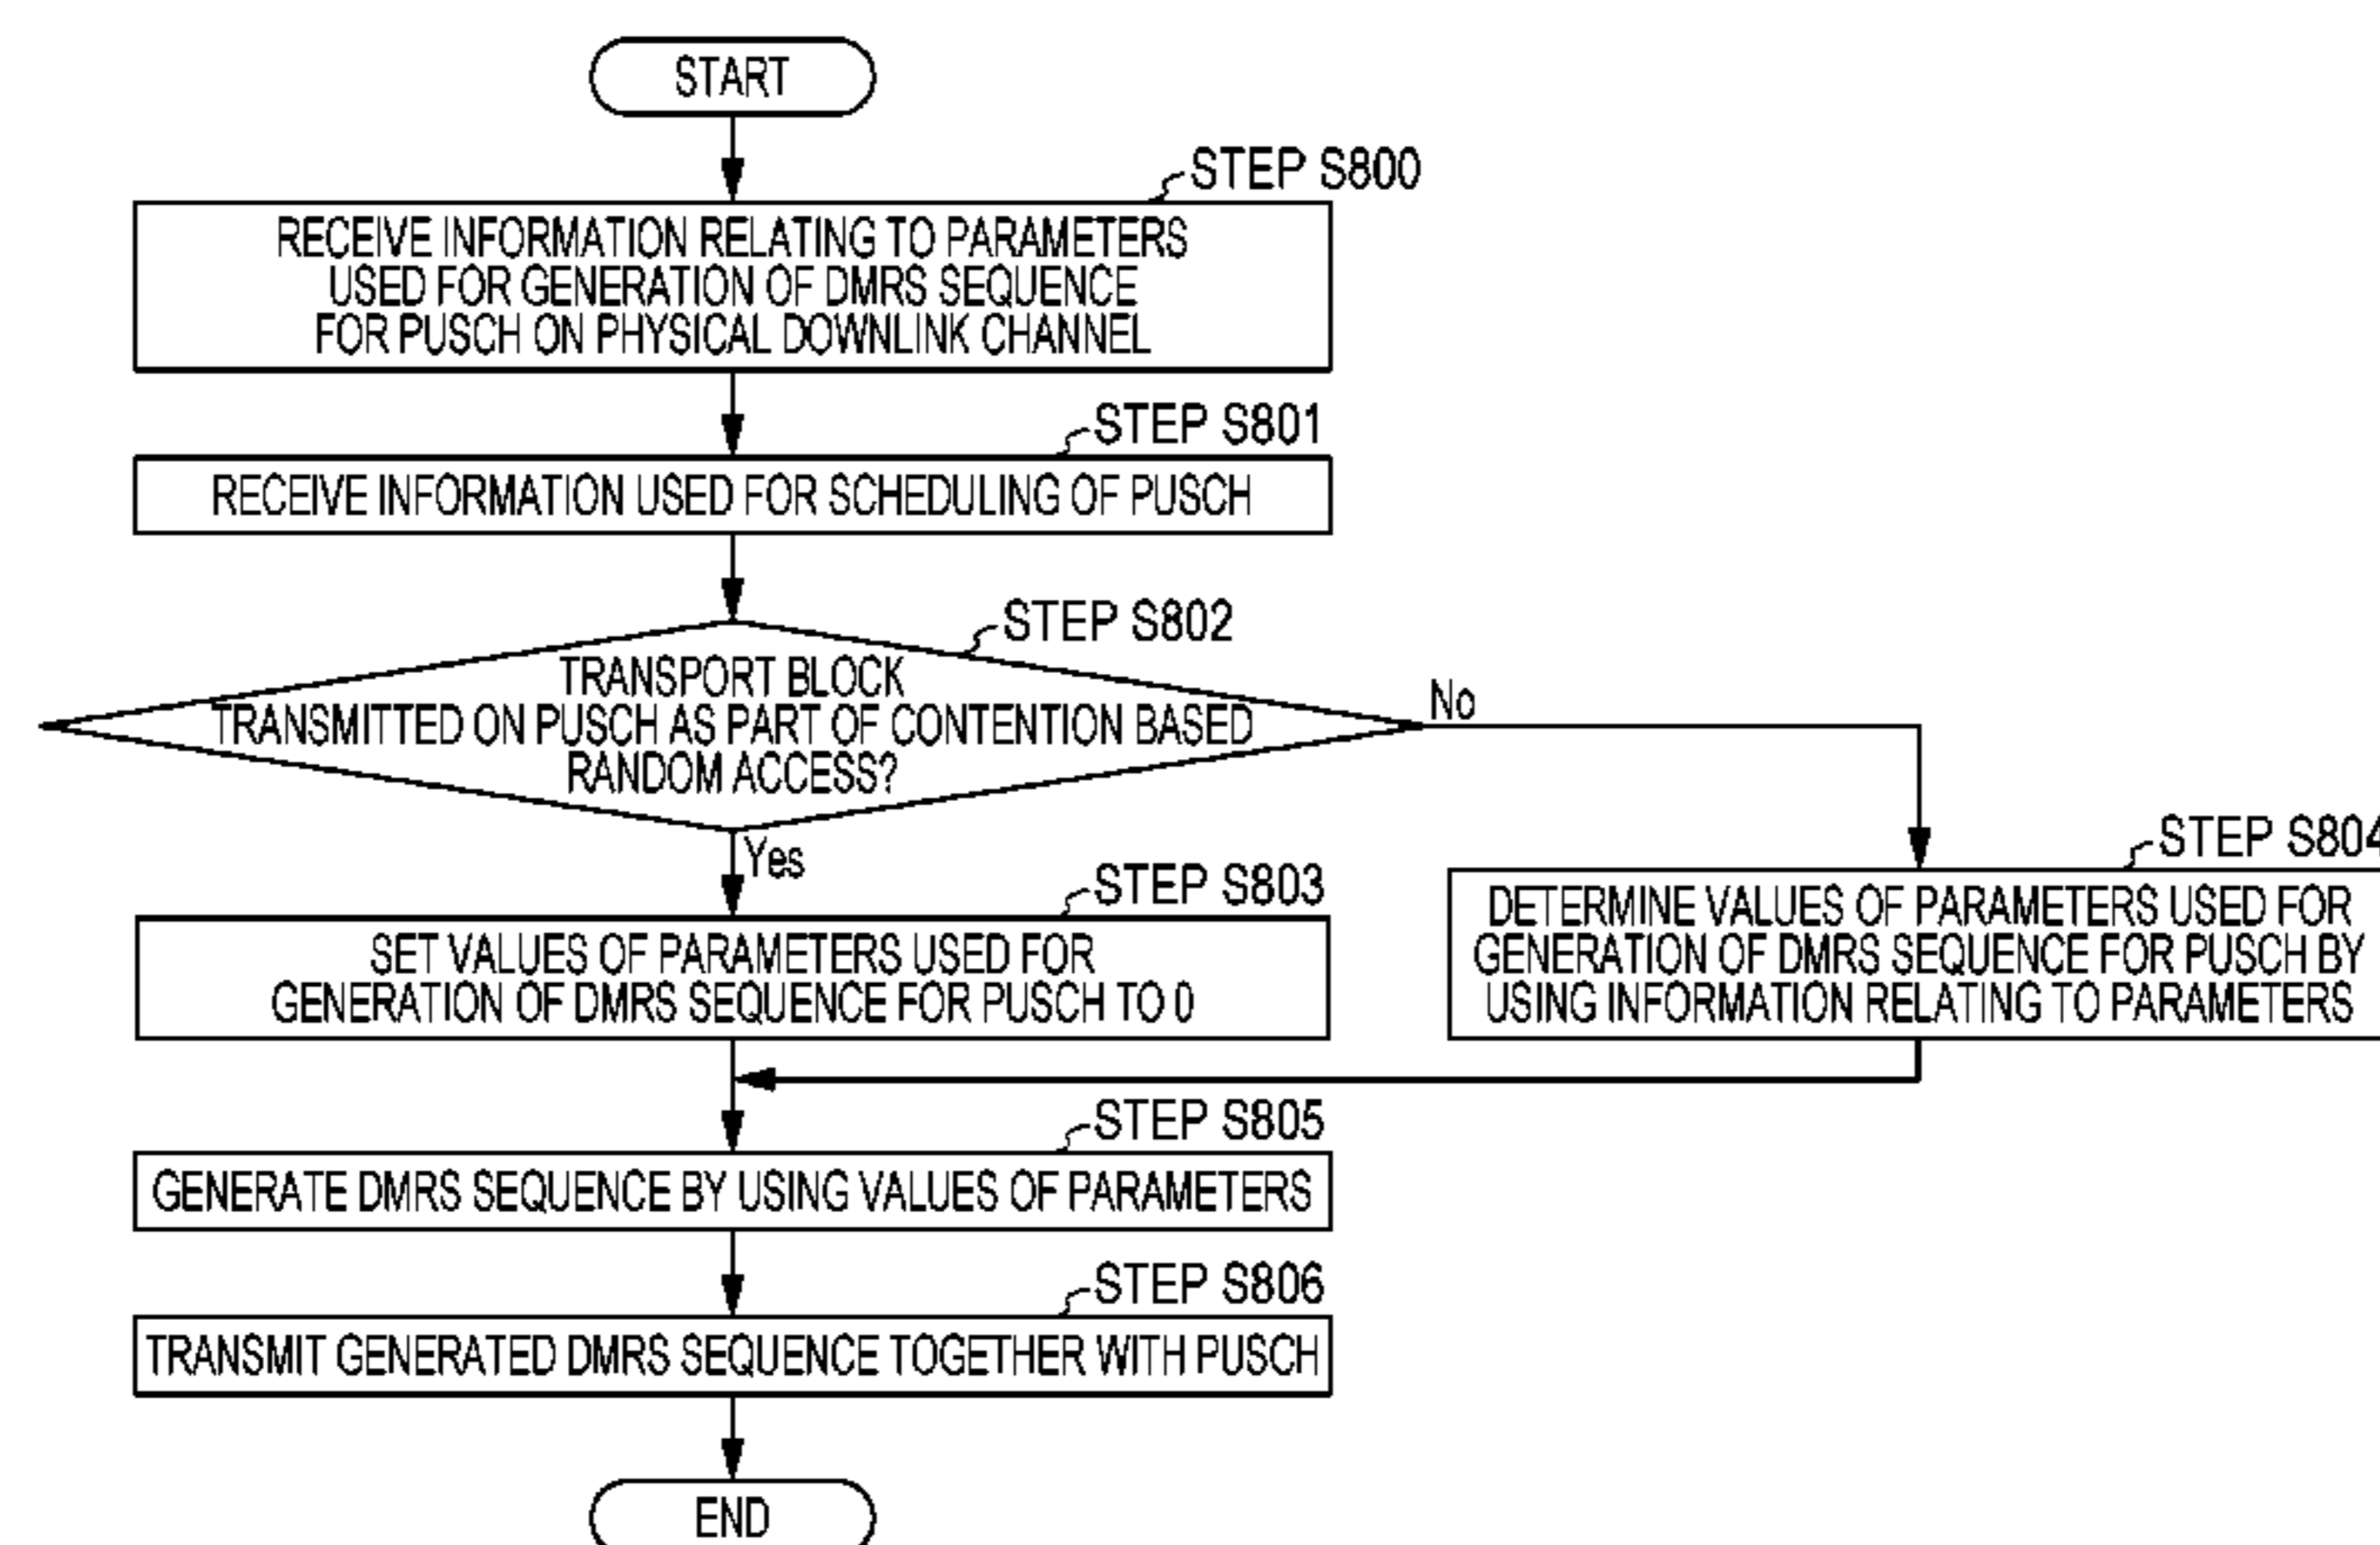 START
STEP S800
RECEIVE INFORMATION RELATING TO PARAMETERS
USED FOR GENERATION OF DMRS SEQUENCE
FOR PUSCH ON PHYSICAL DOWNLINK CHANNEL
STEP S801
RECEIVE INFORMATION USED FOR SCHEDULING OF PUSCH
STEP S802
TRANSPORT BLOCK
TRANSMITTED ON PUSCH AS PART OF CONTENTION BASED
RANDOM ACCESS?
No
Yes
STEP S803
SET VALUES OF PARAMETERS USED FOR
GENERATION OF DMRS SEQUENCE FOR PUSCH TO 0
STEP S804
DETERMINE VALUES OF PARAMETERS USED FOR
GENERATION OF DMRS SEQUENCE FOR PUSCH BY
USING INFORMATION RELATING TO PARAMETERS
STEP S805
GENERATE DMRS SEQUENCE BY USING VALUES OF PARAMETERS
STEP S806
TRANSMIT GENERATED DMRS SEQUENCE TOGETHER WITH PUSCH
END